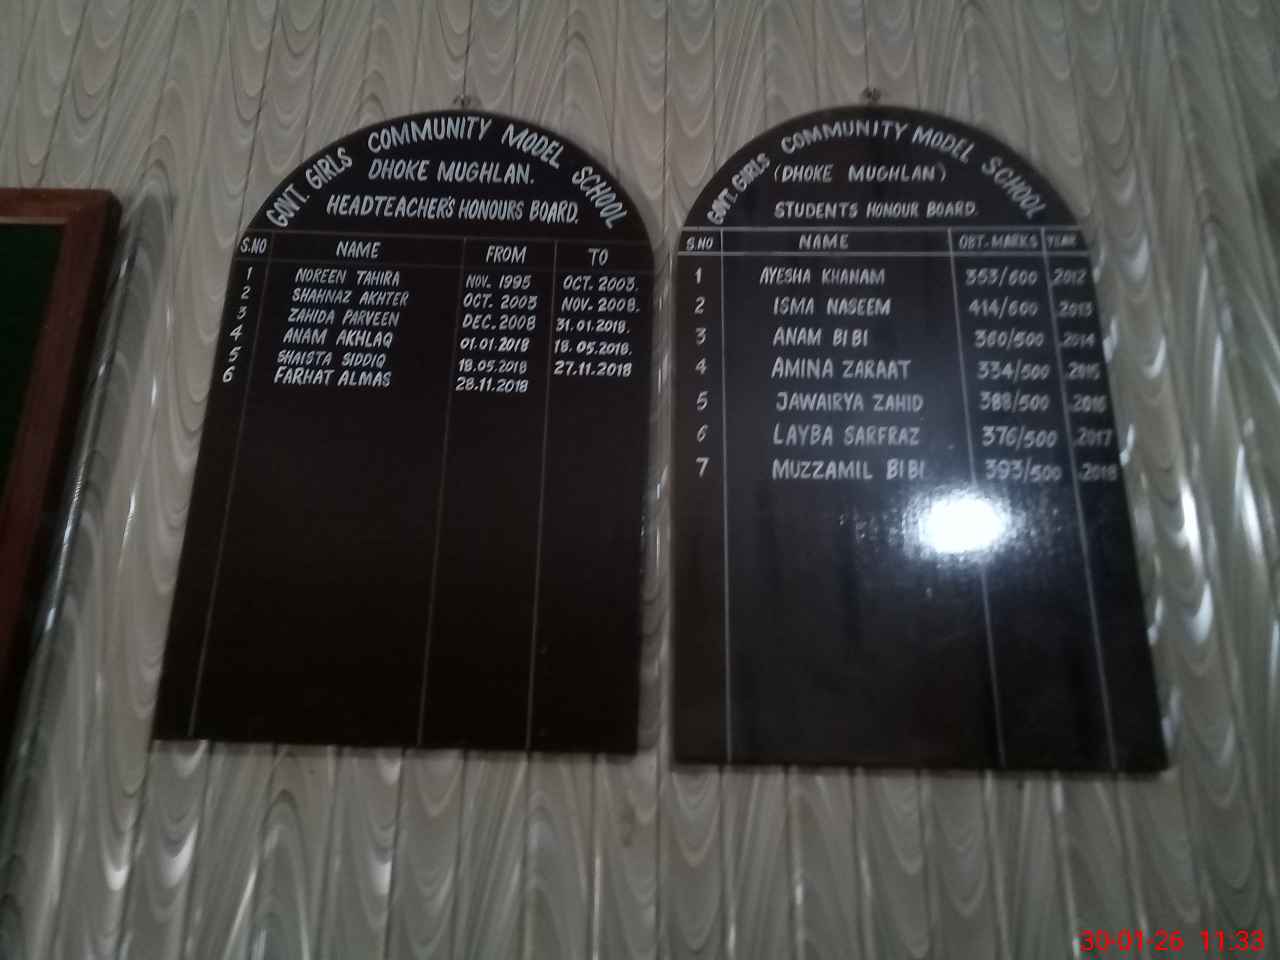 GOVT. GIRLS COMMUNITY MODEL SCHOOL
DHOKE MUGHLAN.
HEADTEACHER'S HONOURS BOARD.
S.NO NAME FROM TO
1 NOREEN TAHIRA NOV. 1995 OCT. 2003.
2 SHAHNAZ AKHTER OCT. 2003 NOV. 2008.
3 ZAHIDA PARVEEN DEC. 2008 31.01.2018.
4 ANAM AKHLAQ 01.01.2018 18.05.2018.
5 SHAISTA SIDDIQ 18.05.2018 27.11.2018
6 FARHAT ALMAS 28.11.2018
GOVT. GIRLS COMMUNITY MODEL SCHOOL
(DHOKE MUGHLAN)
STUDENTS HONOUR BOARD.
S.NO NAME OBT-MARKS YEAR
1 AYESHA KHANAM 353/600 2012
2 ISMA NASEEM 414/600 2013
3 ANAM BIBI 360/500 2014
4 AMINA ZARAAT 334/500 2015
5 JAWAIRYA ZAHID 388/500 2016
6 LAYBA SARFRAZ 376/500 2017
7 MUZZAMIL BIBI 393/500 2018
30-01-26 11:33